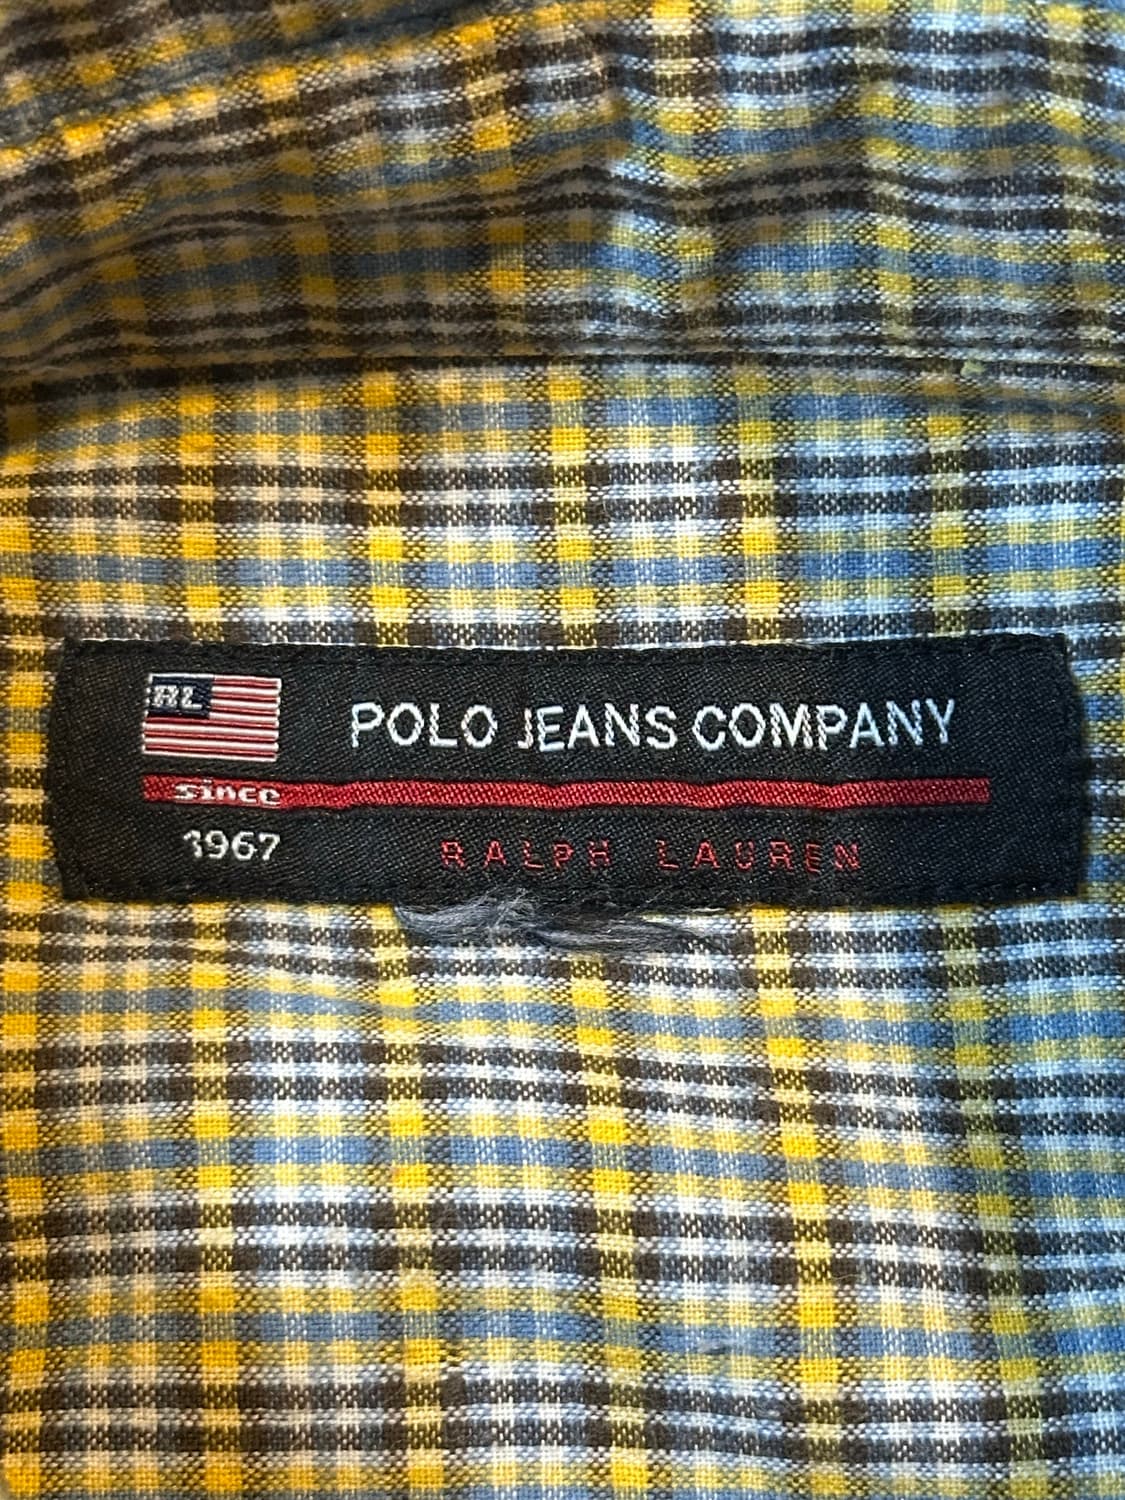 RL
POLO JEANS COMPANY
since
1967
RALPH LAUREN